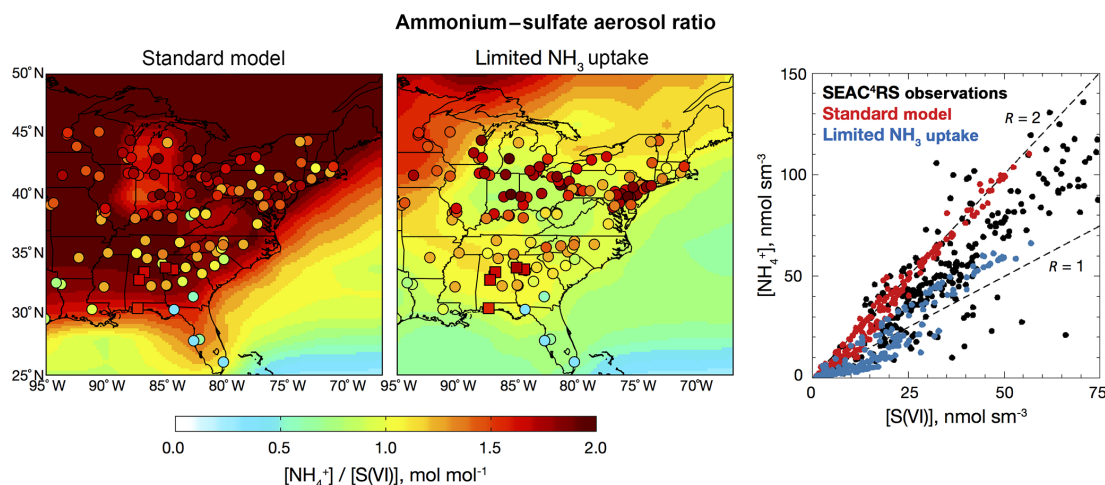 Ammonium–sulfate aerosol ratio
Standard model
Limited NH₃ uptake
50°N
45°N
40°N
35°N
30°N
25°N
95°W 90°W 85°W 80°W 75°W 70°W
95°W 90°W 85°W 80°W 75°W 70°W
0.0 0.5 1.0 1.5 2.0
[NH₄⁺] / [S(VI)], mol mol⁻¹
SEAC⁴RS observations
Standard model
Limited NH₃ uptake
R = 2
R = 1
150
100
50
0
[NH₄⁺], nmol sm⁻³
0 25 50 75
[S(VI)], nmol sm⁻³